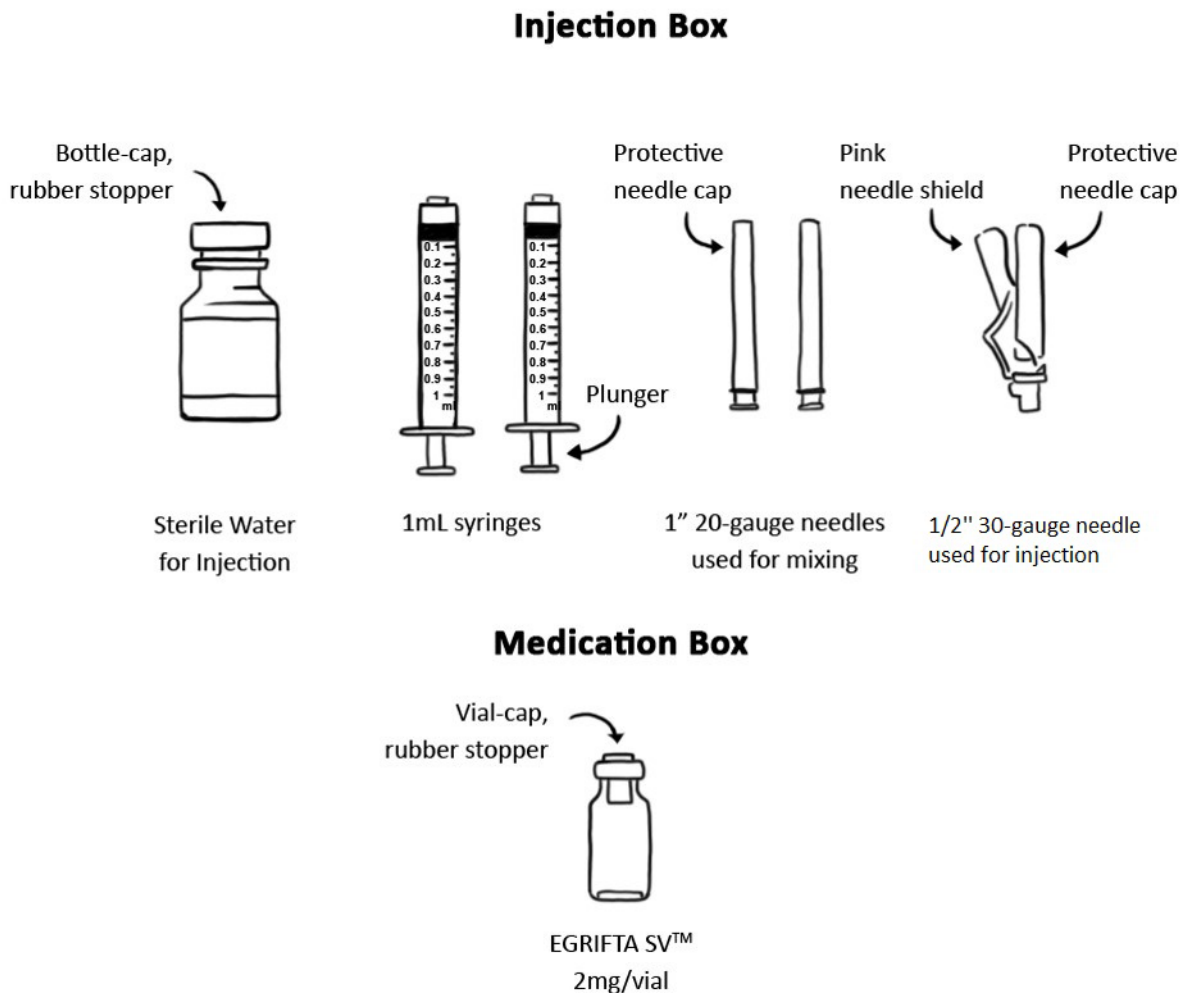 Injection Box
Bottle-cap,
rubber stopper
Protective
needle cap
Pink
needle shield
Protective
needle cap
0.1
0.2
0.3
0.4
0.5
0.6
0.7
0.8
0.9
1
ml
0.1
0.2
0.3
0.4
0.5
0.6
0.7
0.8
0.9
1
ml
Plunger
Sterile Water
for Injection
1mL syringes
1” 20-gauge needles
used for mixing
1/2" 30-gauge needle
used for injection
Medication Box
Vial-cap,
rubber stopper
EGRIFTA SV™
2mg/vial